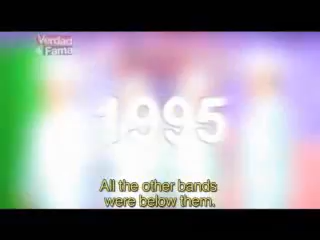 Verdad
Fama
1995
All the other bands
were below them.